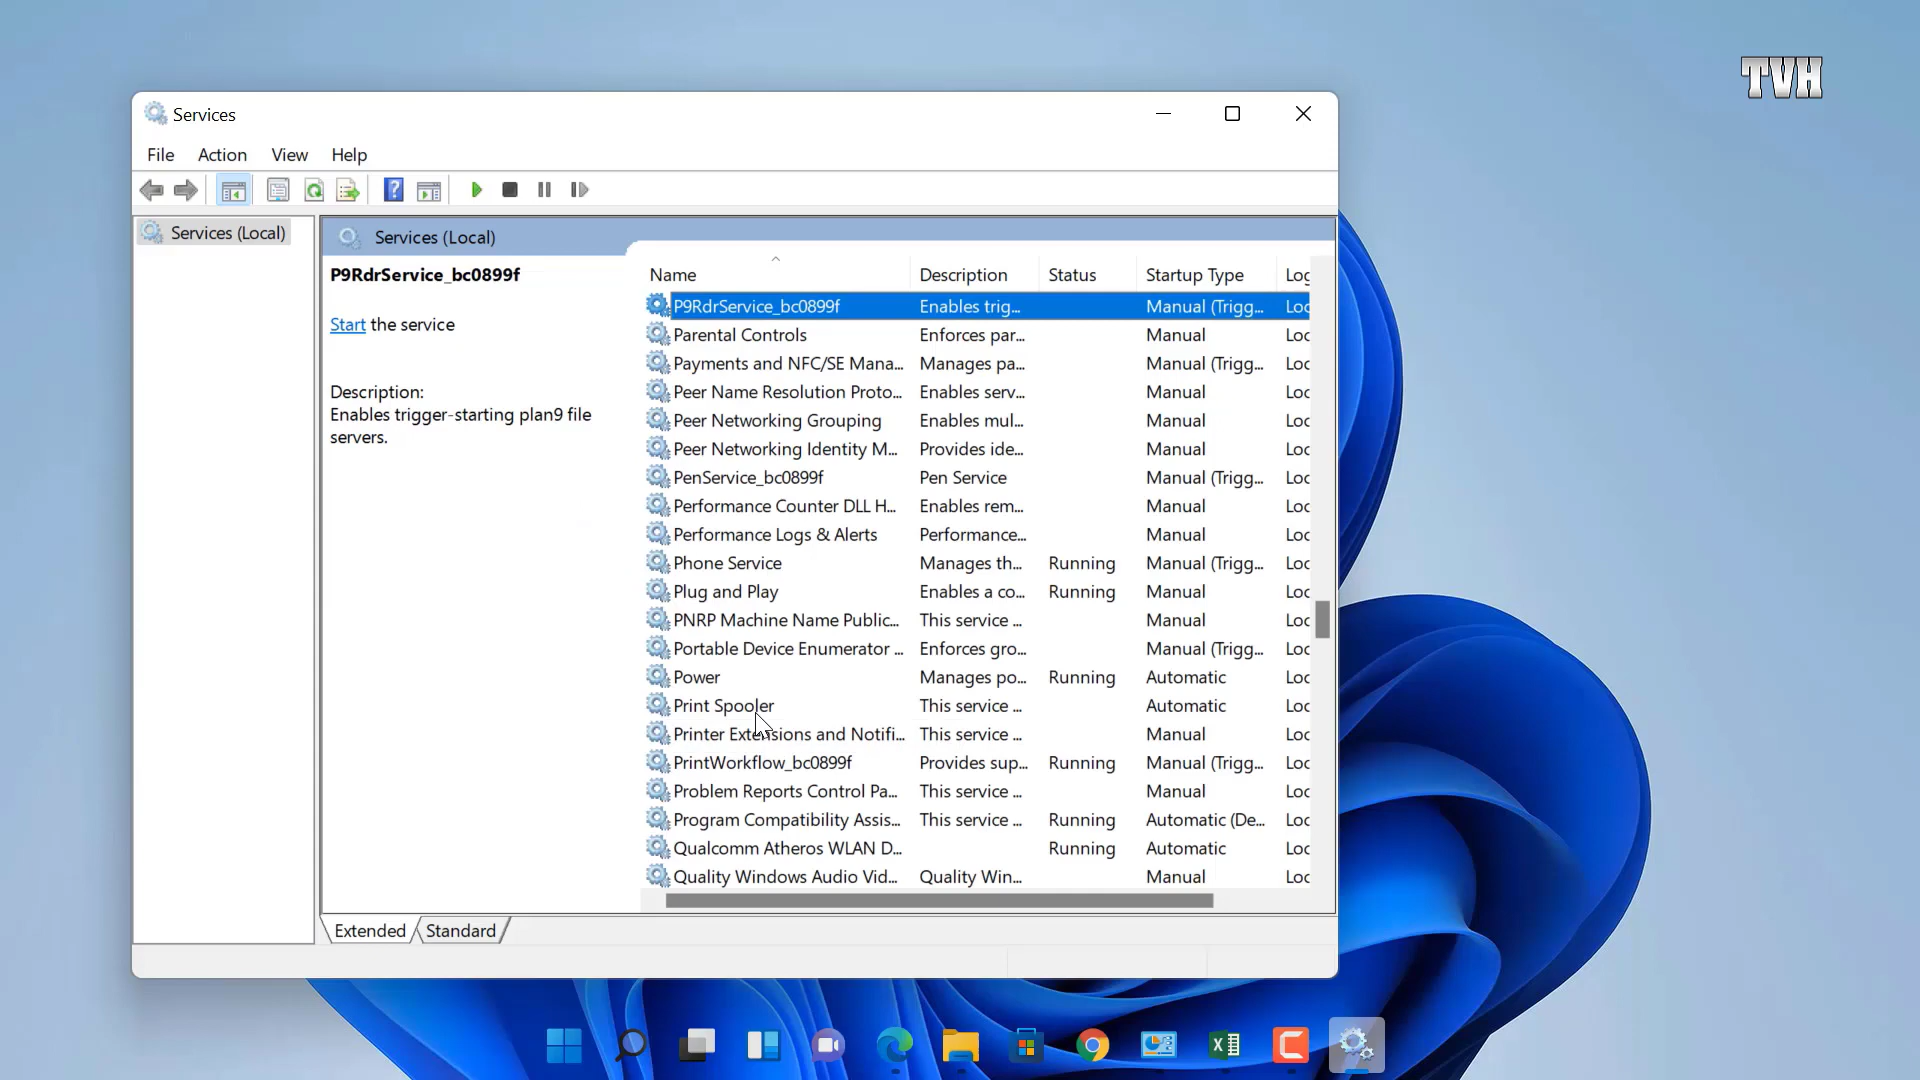 TVH
Services
File Action View Help
Services (Local)
Services (Local)
P9RdrService_bc0899f
Start the service
Description:
Enables trigger-starting plan9 file
servers.
Name Description Status Startup Type Log
P9RdrService_bc0899f Enables trig... Manual (Trigg... Loc
Parental Controls Enforces par... Manual Loc
Payments and NFC/SE Mana... Manages pa... Manual (Trigg... Loc
Peer Name Resolution Proto... Enables serv... Manual Loc
Peer Networking Grouping Enables mul... Manual Loc
Peer Networking Identity M... Provides ide... Manual Loc
PenService_bc0899f Pen Service Manual (Trigg... Loc
Performance Counter DLL H... Enables rem... Manual Loc
Performance Logs & Alerts Performance... Manual Loc
Phone Service Manages th... Running Manual (Trigg... Loc
Plug and Play Enables a co... Running Manual Loc
PNRP Machine Name Public... This service ... Manual Loc
Portable Device Enumerator ... Enforces gro... Manual (Trigg... Loc
Power Manages po... Running Automatic Loc
Print Spooler This service ... Automatic Loc
Printer Extensions and Notifi... This service ... Manual Loc
PrintWorkflow_bc0899f Provides sup... Running Manual (Trigg... Loc
Problem Reports Control Pa... This service ... Manual Loc
Program Compatibility Assis... This service ... Running Automatic (De... Loc
Qualcomm Atheros WLAN D... Running Automatic Loc
Quality Windows Audio Vid... Quality Win... Manual Loc
Extended Standard